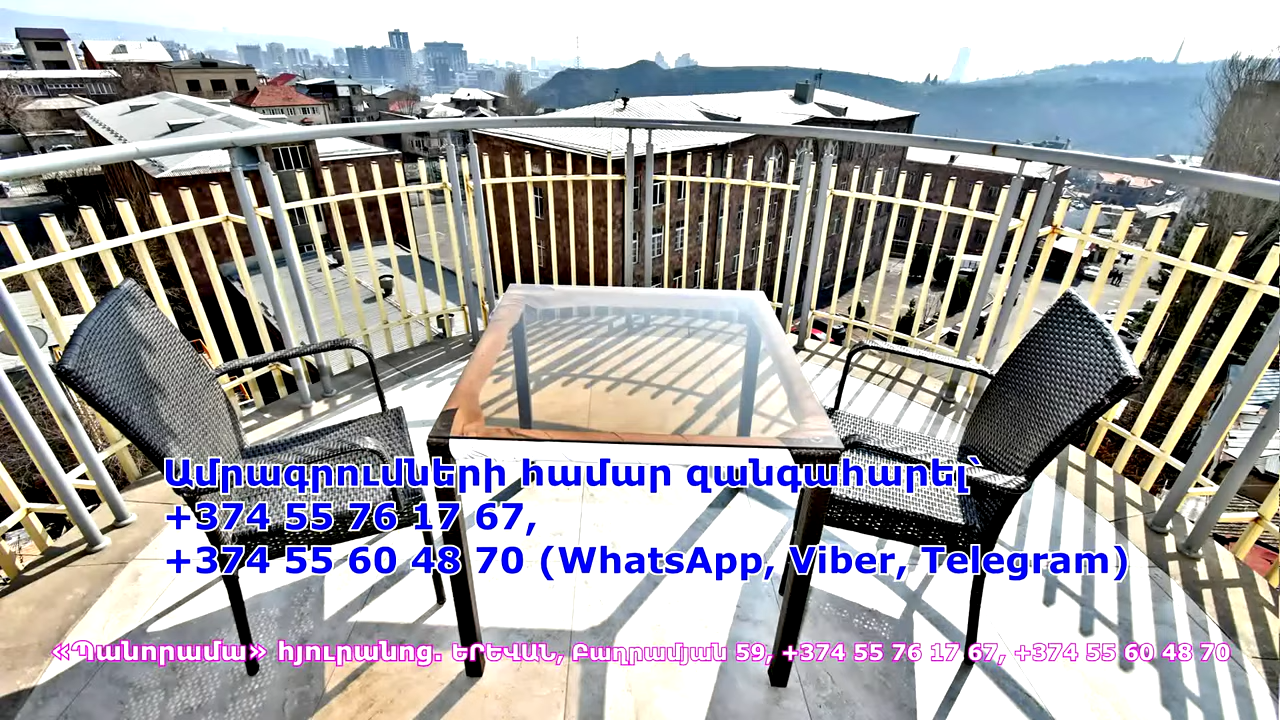 Ամրագրումների համար զանգահարել՝
+374 55 76 17 67,
+374 55 60 48 70 (WhatsApp, Viber, Telegram)
«Պանորամա» հյուրանոց. ԵՐԵՎԱՆ, Բաղրամյան 59, +374 55 76 17 67, +374 55 60 48 70